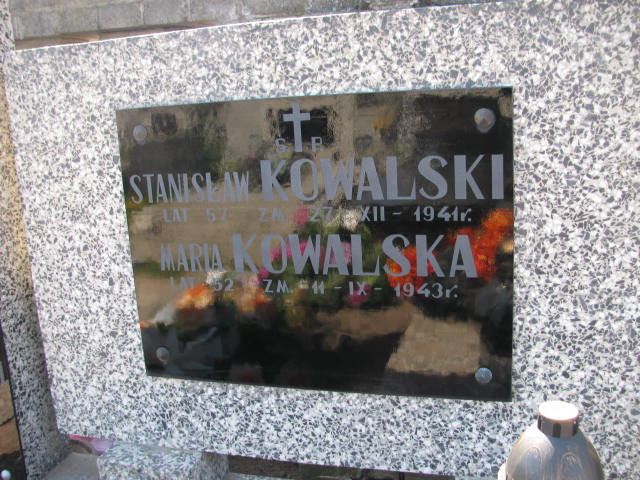 Ś P
STANISŁAW KOWALSKI
LAT 57 ZM. 27-XII-1941r.
MARIA KOWALSKA
LAT 52 ZM. 11-IX-1943r.